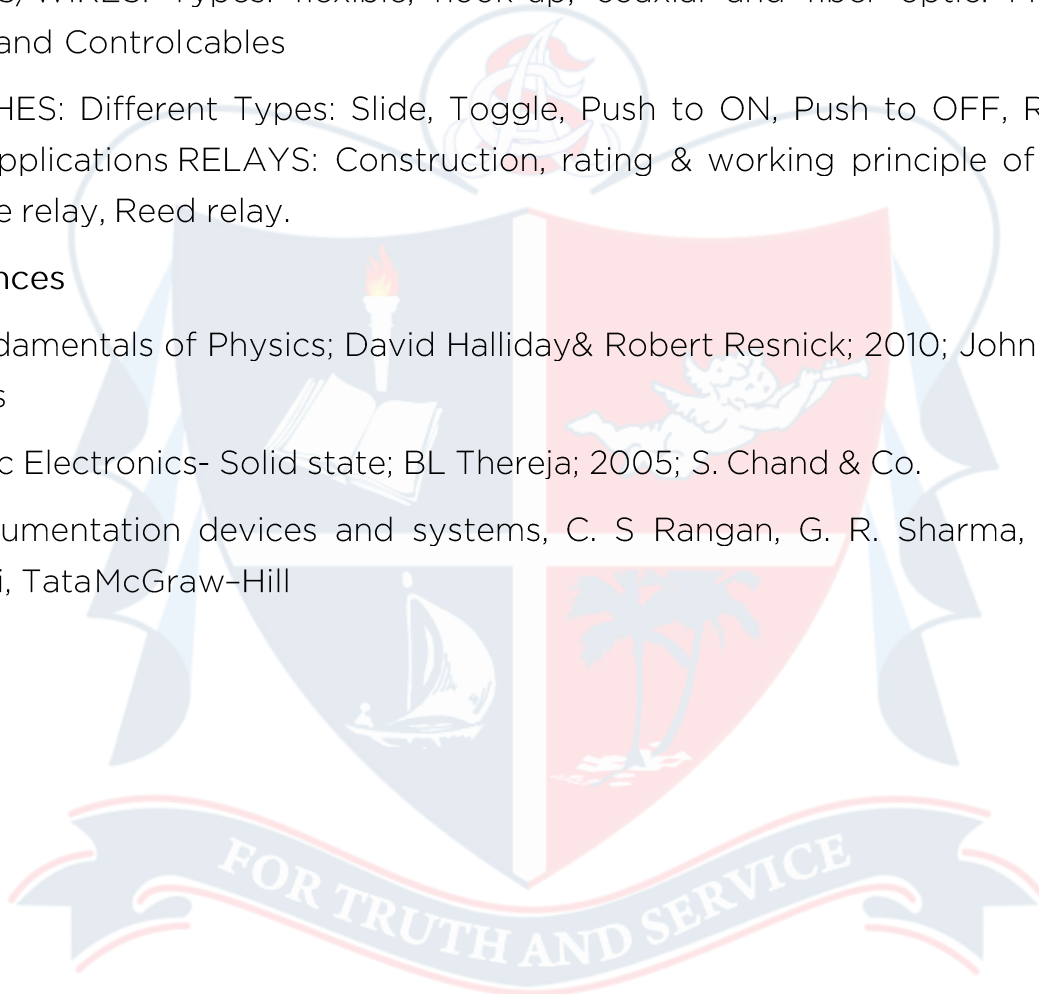 and Controlcables
HES: Different Types: Slide, Toggle, Push to ON, Push to OFF, R
pplications RELAYS: Construction, rating & working principle of
e relay, Reed relay.
nces
damentals of Physics; David Halliday& Robert Resnick; 2010; John
s
c Electronics- Solid state; BL Thereja; 2005; S. Chand & Co.
umentation devices and systems, C. S Rangan, G. R. Sharma,
i, TataMcGraw–Hill
FOR TRUTH AND SERVICE